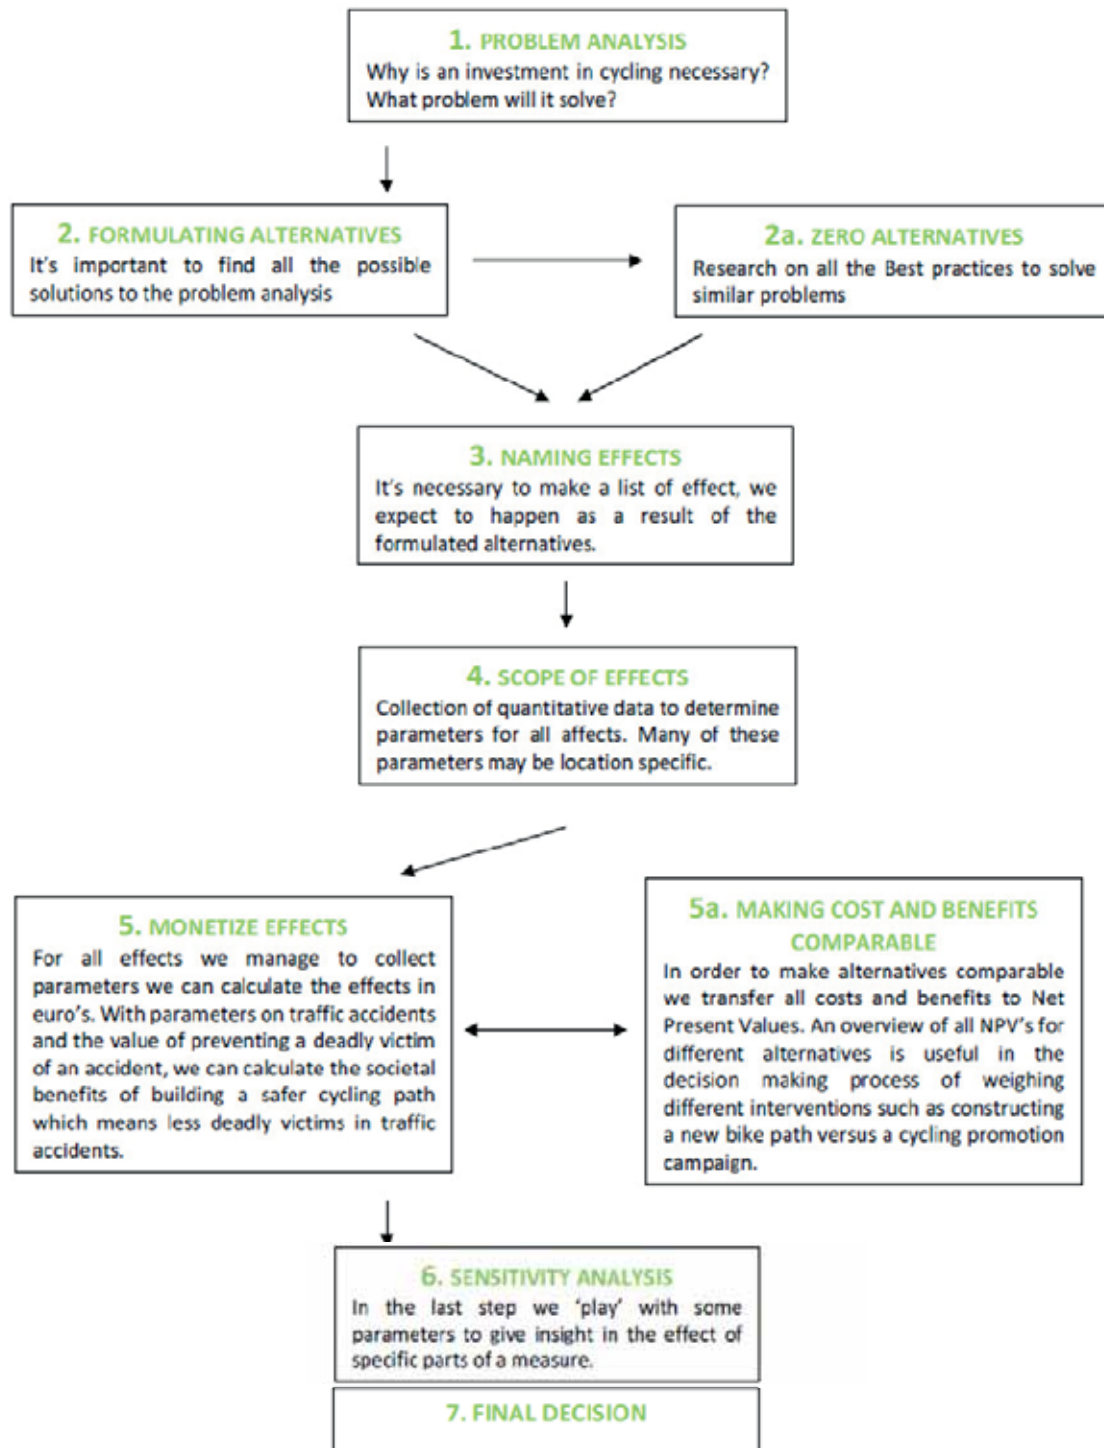 1. PROBLEM ANALYSIS
Why is an investment in cycling necessary?
What problem will it solve?
2. FORMULATING ALTERNATIVES
It's important to find all the possible
solutions to the problem analysis
2a. ZERO ALTERNATIVES
Research on all the Best practices to solve
similar problems
3. NAMING EFFECTS
It's necessary to make a list of effect, we
expect to happen as a result of the
formulated alternatives.
4. SCOPE OF EFFECTS
Collection of quantitative data to determine
parameters for all affects. Many of these
parameters may be location specific.
5. MONETIZE EFFECTS
For all effects we manage to collect
parameters we can calculate the effects in
euro's. With parameters on traffic accidents
and the value of preventing a deadly victim
of an accident, we can calculate the societal
benefits of building a safer cycling path
which means less deadly victims in traffic
accidents.
5a. MAKING COST AND BENEFITS
COMPARABLE
In order to make alternatives comparable
we transfer all costs and benefits to Net
Present Values. An overview of all NPV's for
different alternatives is useful in the
decision making process of weighing
different interventions such as constructing
a new bike path versus a cycling promotion
campaign.
6. SENSITIVITY ANALYSIS
In the last step we 'play' with some
parameters to give insight in the effect of
specific parts of a measure.
7. FINAL DECISION